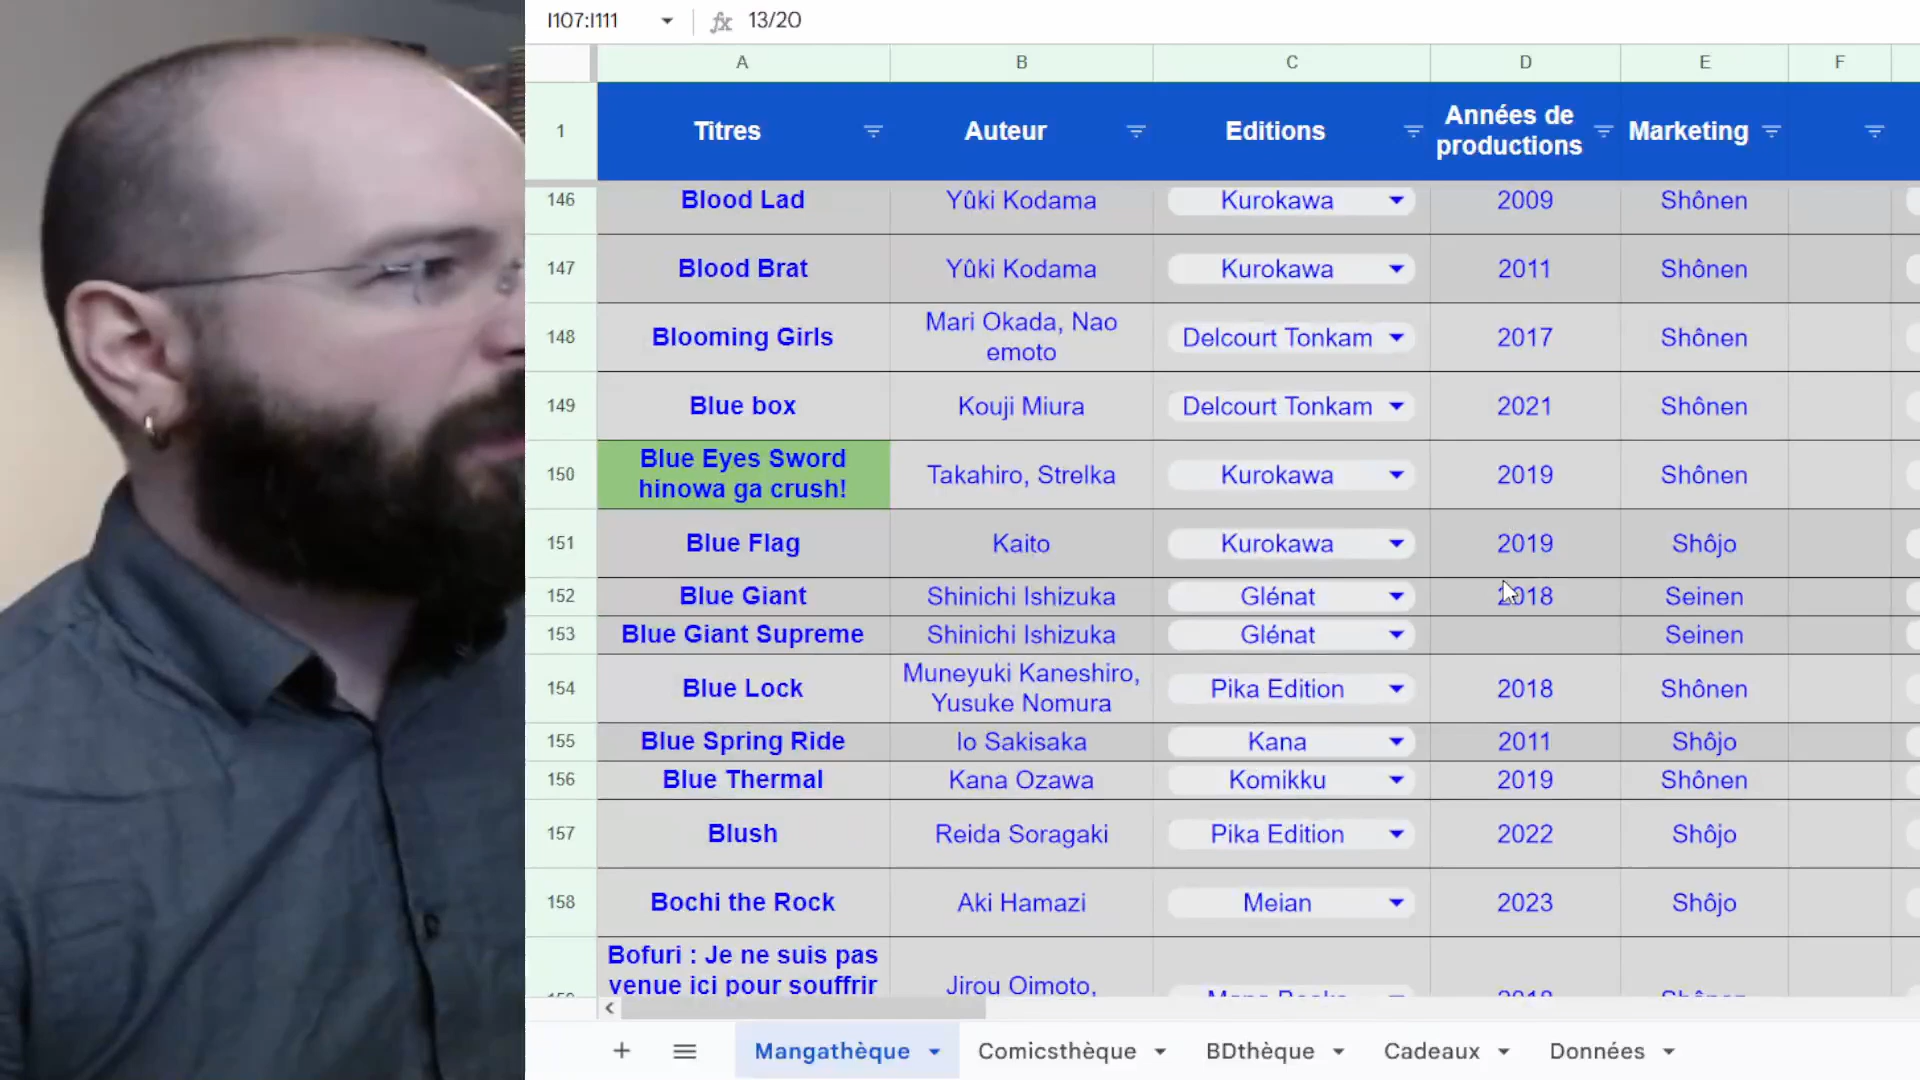 I107:I111 fx 13/20
A B C D E F
1 Titres Auteur Editions Années de productions Marketing
146 Blood Lad Yûki Kodama Kurokawa 2009 Shônen
147 Blood Brat Yûki Kodama Kurokawa 2011 Shônen
148 Blooming Girls Mari Okada, Nao emoto Delcourt Tonkam 2017 Shônen
149 Blue box Kouji Miura Delcourt Tonkam 2021 Shônen
150 Blue Eyes Sword hinowa ga crush! Takahiro, Strelka Kurokawa 2019 Shônen
151 Blue Flag Kaito Kurokawa 2019 Shôjo
152 Blue Giant Shinichi Ishizuka Glénat 2018 Seinen
153 Blue Giant Supreme Shinichi Ishizuka Glénat Seinen
154 Blue Lock Muneyuki Kaneshiro, Yusuke Nomura Pika Edition 2018 Shônen
155 Blue Spring Ride Io Sakisaka Kana 2011 Shôjo
156 Blue Thermal Kana Ozawa Komikku 2019 Shônen
157 Blush Reida Soragaki Pika Edition 2022 Shôjo
158 Bochi the Rock Aki Hamazi Meian 2023 Shôjo
Bofuri : Je ne suis pas venue ici pour souffrir Jirou Oimoto,
+ Mangathèque Comicsthèque BDthèque Cadeaux Données